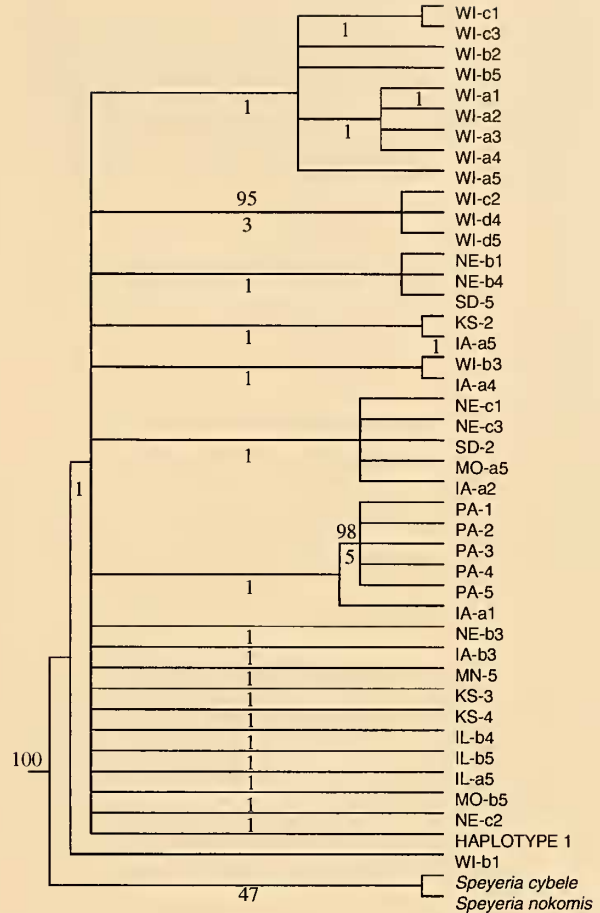 WI-c1
1
WI-c3
WI-b2
WI-b5
WI-a1
1
1
WI-a2
1
WI-a3
WI-a4
WI-a5
95
WI-c2
3
WI-d4
WI-d5
NE-b1
1
NE-b4
SD-5
KS-2
1
1
IA-a5
1
WI-b3
IA-a4
NE-c1
NE-c3
1
SD-2
MO-a5
1
IA-a2
PA-1
98
PA-2
5
PA-3
PA-4
1
PA-5
IA-a1
1
NE-b3
1
IA-b3
1
MN-5
1
KS-3
1
KS-4
1
IL-b4
1
IL-b5
1
IL-a5
1
MO-b5
1
NE-c2
HAPLOTYPE 1
100
WI-b1
Speyeria cybele
47
Speyeria nokomis